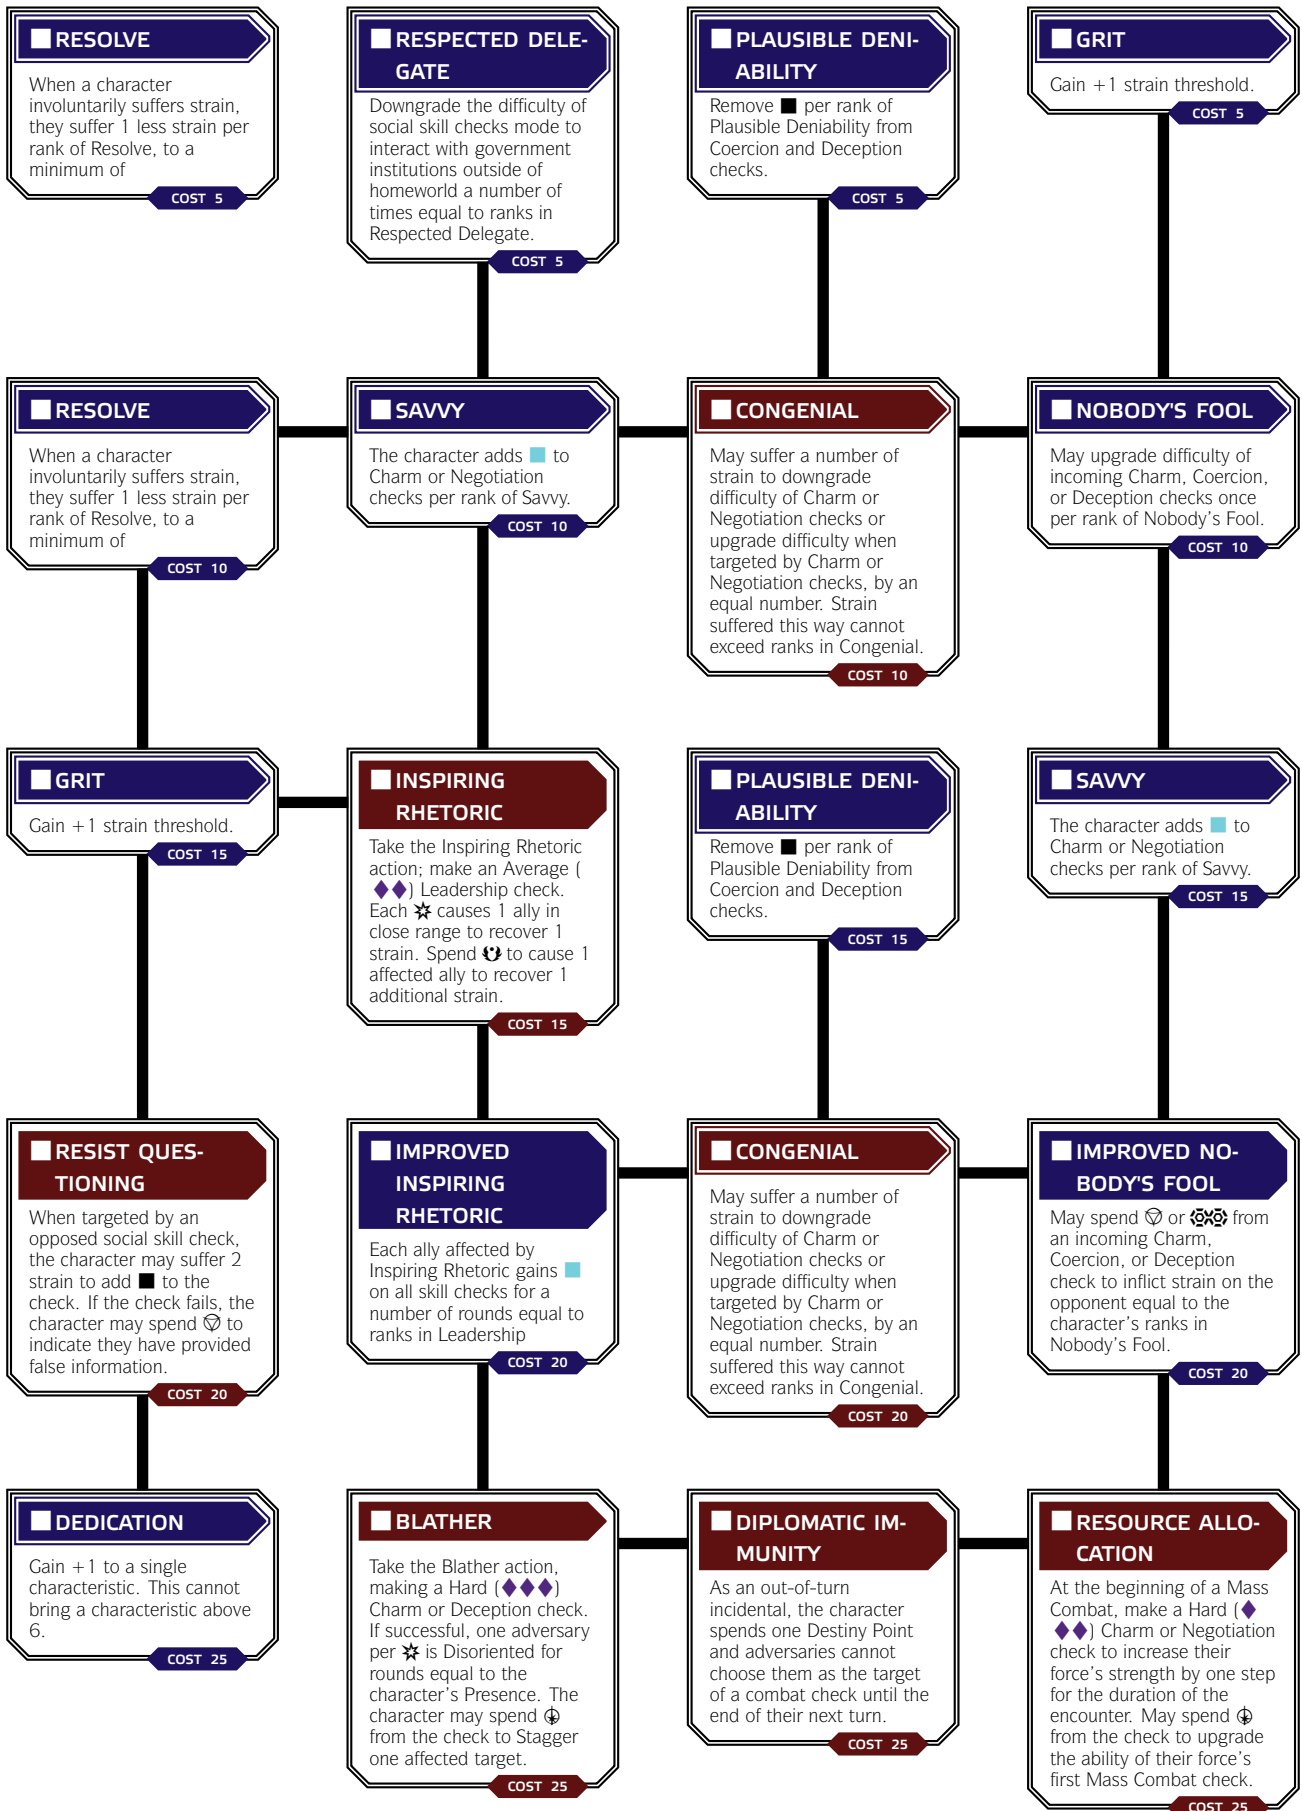 RESOLVE
When a character
involuntarily suffers strain,
they suffer 1 less strain per
rank of Resolve, to a
minimum of
COST 5
RESPECTED DELE-
GATE
Downgrade the difficulty of
social skill checks mode to
interact with government
institutions outside of
homeworld a number of
times equal to ranks in
Respected Delegate.
COST 5
PLAUSIBLE DENI-
ABILITY
Remove ■ per rank of
Plausible Deniability from
Coercion and Deception
checks.
COST 5
GRIT
Gain +1 strain threshold.
COST 5
RESOLVE
When a character
involuntarily suffers strain,
they suffer 1 less strain per
rank of Resolve, to a
minimum of
COST 10
SAVVY
The character adds ■ to
Charm or Negotiation
checks per rank of Savvy.
COST 10
CONGENIAL
May suffer a number of
strain to downgrade
difficulty of Charm or
Negotiation checks or
upgrade difficulty when
targeted by Charm or
Negotiation checks, by an
equal number. Strain
suffered this way cannot
exceed ranks in Congenial.
COST 10
NOBODY'S FOOL
May upgrade difficulty of
incoming Charm, Coercion,
or Deception checks once
per rank of Nobody's Fool.
COST 10
GRIT
Gain +1 strain threshold.
COST 15
INSPIRING
RHETORIC
Take the Inspiring Rhetoric
action; make an Average (
◆◆) Leadership check.
Each causes 1 ally in
close range to recover 1
strain. Spend to cause 1
affected ally to recover 1
additional strain.
COST 15
PLAUSIBLE DENI-
ABILITY
Remove ■ per rank of
Plausible Deniability from
Coercion and Deception
checks.
COST 15
SAVVY
The character adds ■ to
Charm or Negotiation
checks per rank of Savvy.
COST 15
RESIST QUES-
TIONING
When targeted by an
opposed social skill check,
the character may suffer 2
strain to add ■ to the
check. If the check fails, the
character may spend to
indicate they have provided
false information.
COST 20
IMPROVED
INSPIRING
RHETORIC
Each ally affected by
Inspiring Rhetoric gains ■
on all skill checks for a
number of rounds equal to
ranks in Leadership
COST 20
CONGENIAL
May suffer a number of
strain to downgrade
difficulty of Charm or
Negotiation checks or
upgrade difficulty when
targeted by Charm or
Negotiation checks, by an
equal number. Strain
suffered this way cannot
exceed ranks in Congenial.
COST 20
IMPROVED NO-
BODY'S FOOL
May spend or from
an incoming Charm,
Coercion, or Deception
check to inflict strain on the
opponent equal to the
character's ranks in
Nobody's Fool.
COST 20
DEDICATION
Gain +1 to a single
characteristic. This cannot
bring a characteristic above
6.
COST 25
BLATHER
Take the Blather action,
making a Hard (◆◆◆)
Charm or Deception check.
If successful, one adversary
per is Disoriented for
rounds equal to the
character's Presence. The
character may spend
from the check to Stagger
one affected target.
COST 25
DIPLOMATIC IM-
MUNITY
As an out-of-turn
incidental, the character
spends one Destiny Point
and adversaries cannot
choose them as the target
of a combat check until the
end of their next turn.
COST 25
RESOURCE ALLO-
CATION
At the beginning of a Mass
Combat, make a Hard (◆
◆◆) Charm or Negotiation
check to increase their
force's strength by one step
for the duration of the
encounter. May spend
from the check to upgrade
the ability of their force's
first Mass Combat check.
COST 25